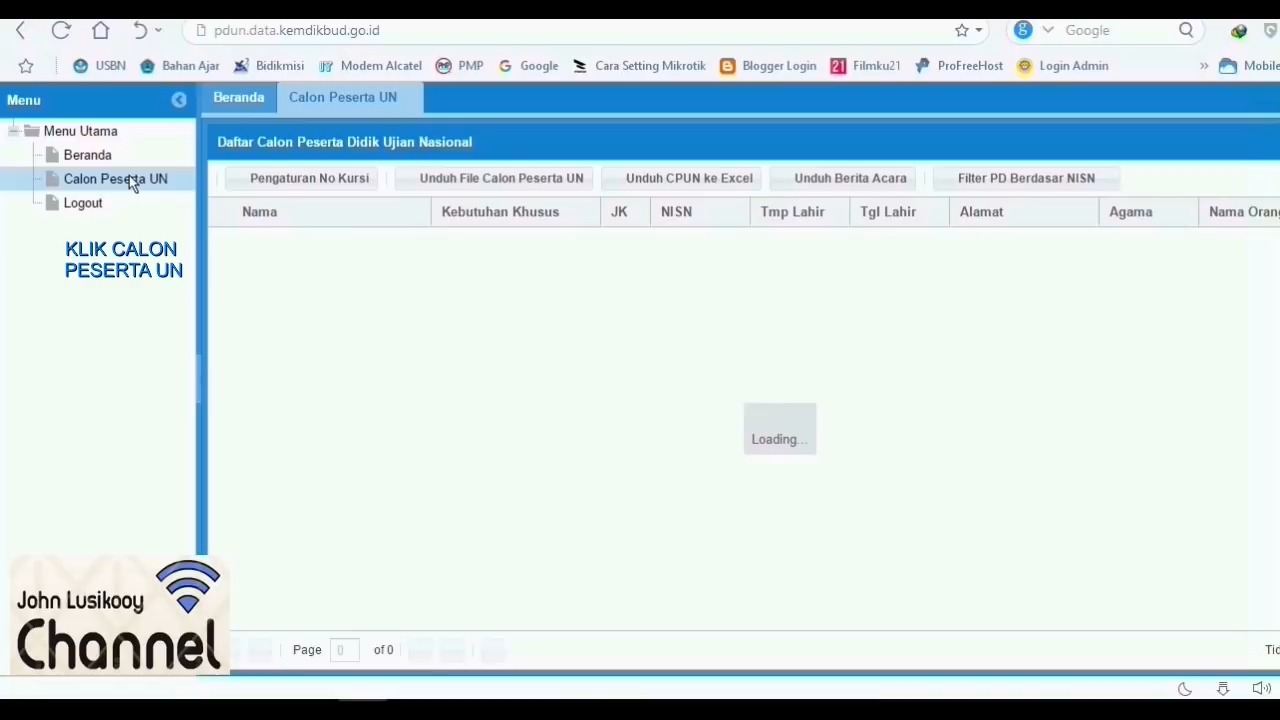 pdun.data.kemdikbud.go.id
Google
USBN Bahan Ajar Bidikmisi Modem Alcatel PMP Google Cara Setting Mikrotik Blogger Login 21 Filmku21 ProFreeHost Login Admin » Mobile
Menu
Beranda Calon Peserta UN
Menu Utama
Beranda
Calon Peserta UN
Logout
KLIK CALON
PESERTA UN
Daftar Calon Peserta Didik Ujian Nasional
Pengaturan No Kursi Unduh File Calon Peserta UN Unduh CPUN ke Excel Unduh Berita Acara Filter PD Berdasar NISN
Nama Kebutuhan Khusus JK NISN Tmp Lahir Tgl Lahir Alamat Agama Nama Orang
Loading...
John Lusikooy
Channel
Page 0 of 0